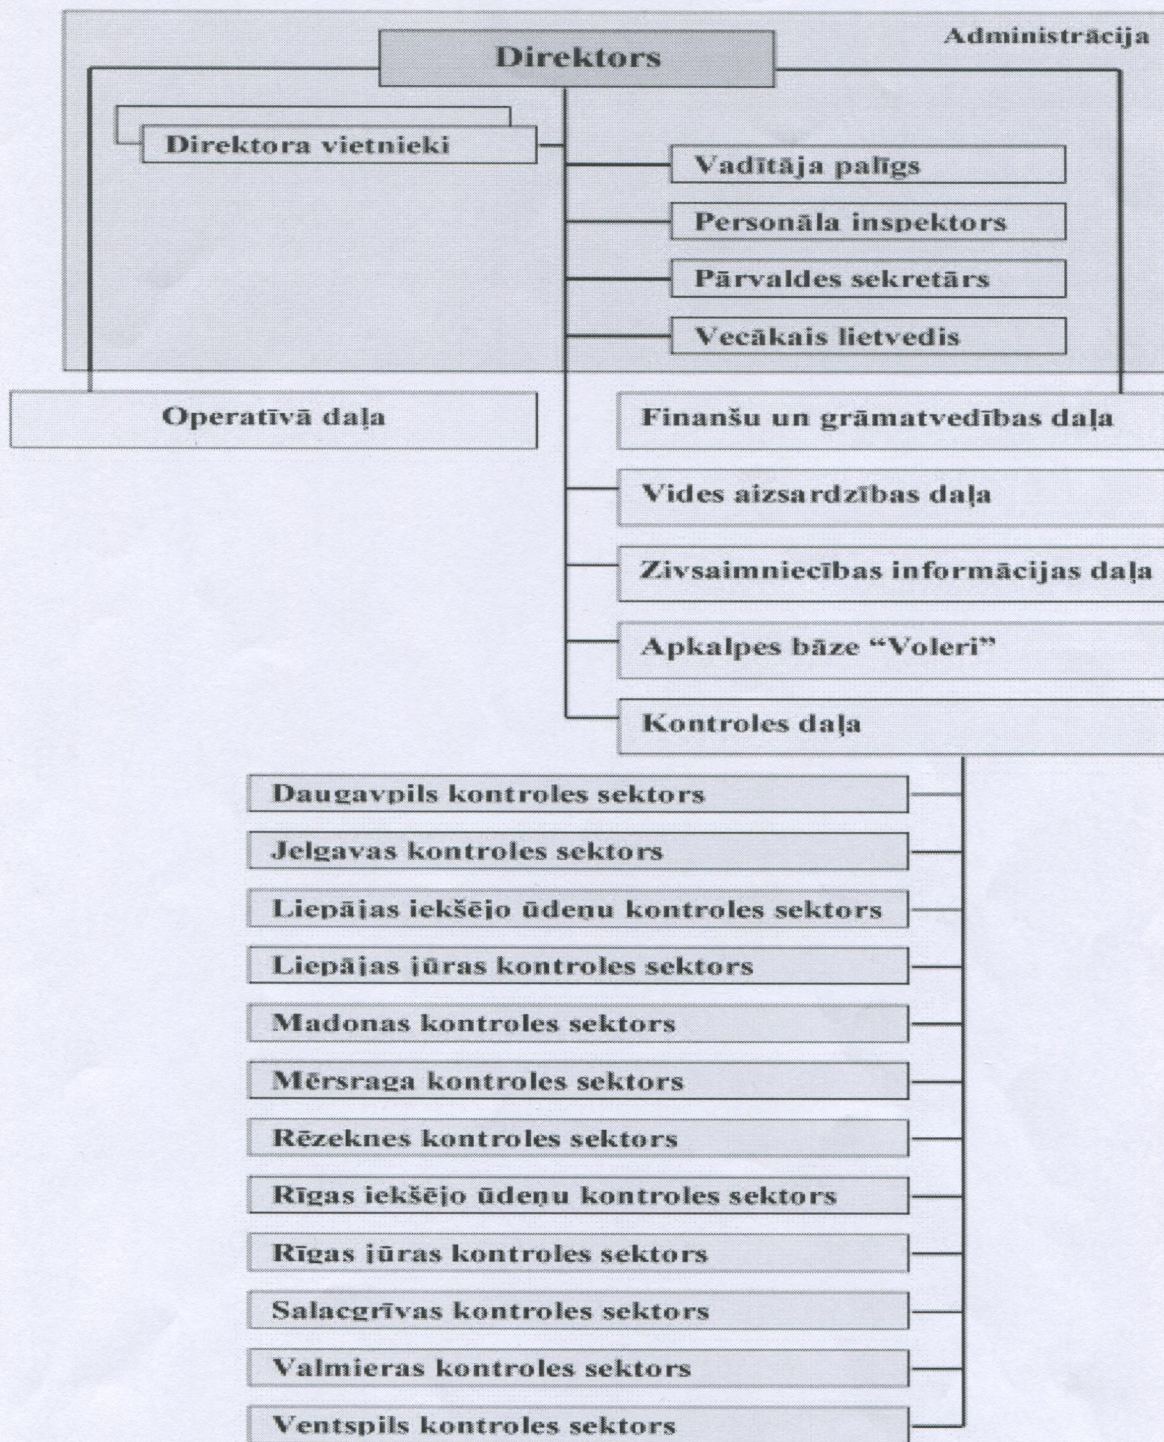 Administrācija
Direktors
Direktora vietnieki
Vadītāja palīgs
Personāla inspektors
Pārvaldes sekretārs
Vecākais lietvedis
Operatīvā daļa
Finanšu un grāmatvedības daļa
Vides aizsardzības daļa
Zivsaimniecības informācijas daļa
Apkalpes bāze “Voleri”
Kontroles daļa
Daugavpils kontroles sektors
Jelgavas kontroles sektors
Liepājas iekšējo ūdeņu kontroles sektors
Liepājas jūras kontroles sektors
Madonas kontroles sektors
Mērsraga kontroles sektors
Rēzeknes kontroles sektors
Rīgas iekšējo ūdeņu kontroles sektors
Rīgas jūras kontroles sektors
Salacgrīvas kontroles sektors
Valmieras kontroles sektors
Ventspils kontroles sektors